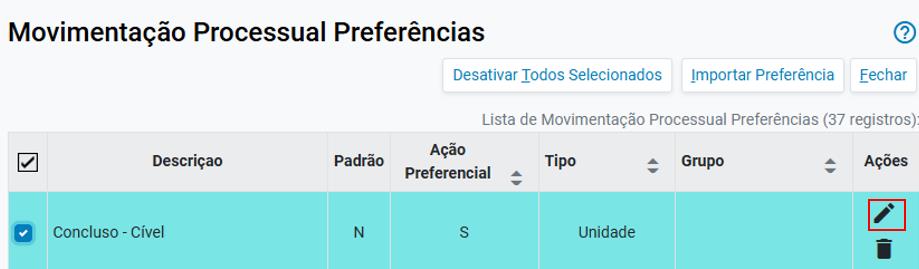 Movimentação Processual Preferências
Desativar Todos Selecionados Importar Preferência Fechar
Lista de Movimentação Processual Preferências (37 registros):
Descriçao Padrão Ação Preferencial Tipo Grupo Ações
Concluso - Cível N S Unidade